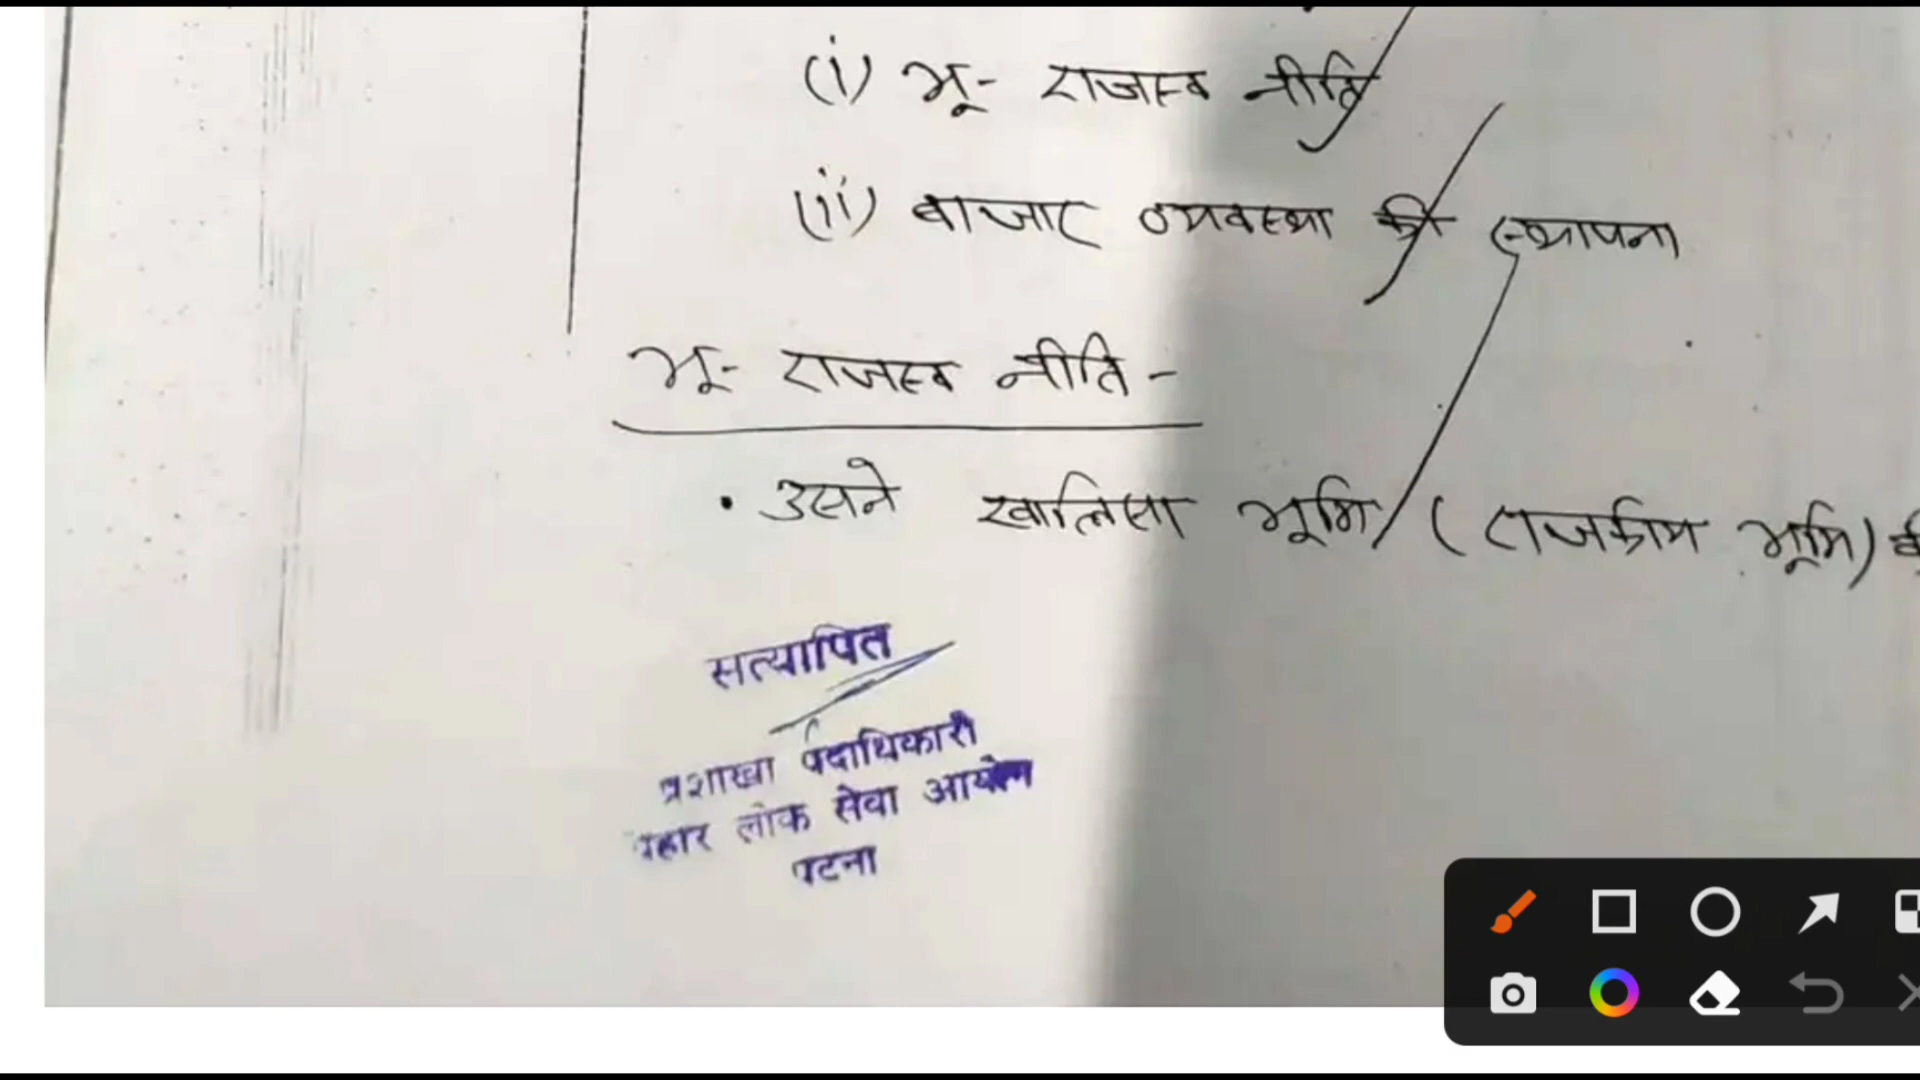 (i) भू- राजस्व नीति
(ii) बाजार व्यवस्था की स्थापना
भू- राजस्व नीति -
• उसने खालिसा भूमि ( राजकीय भूमि)
सत्यापित
प्रशाखा पदाधिकारी
लोक सेवा आयोग
पटना